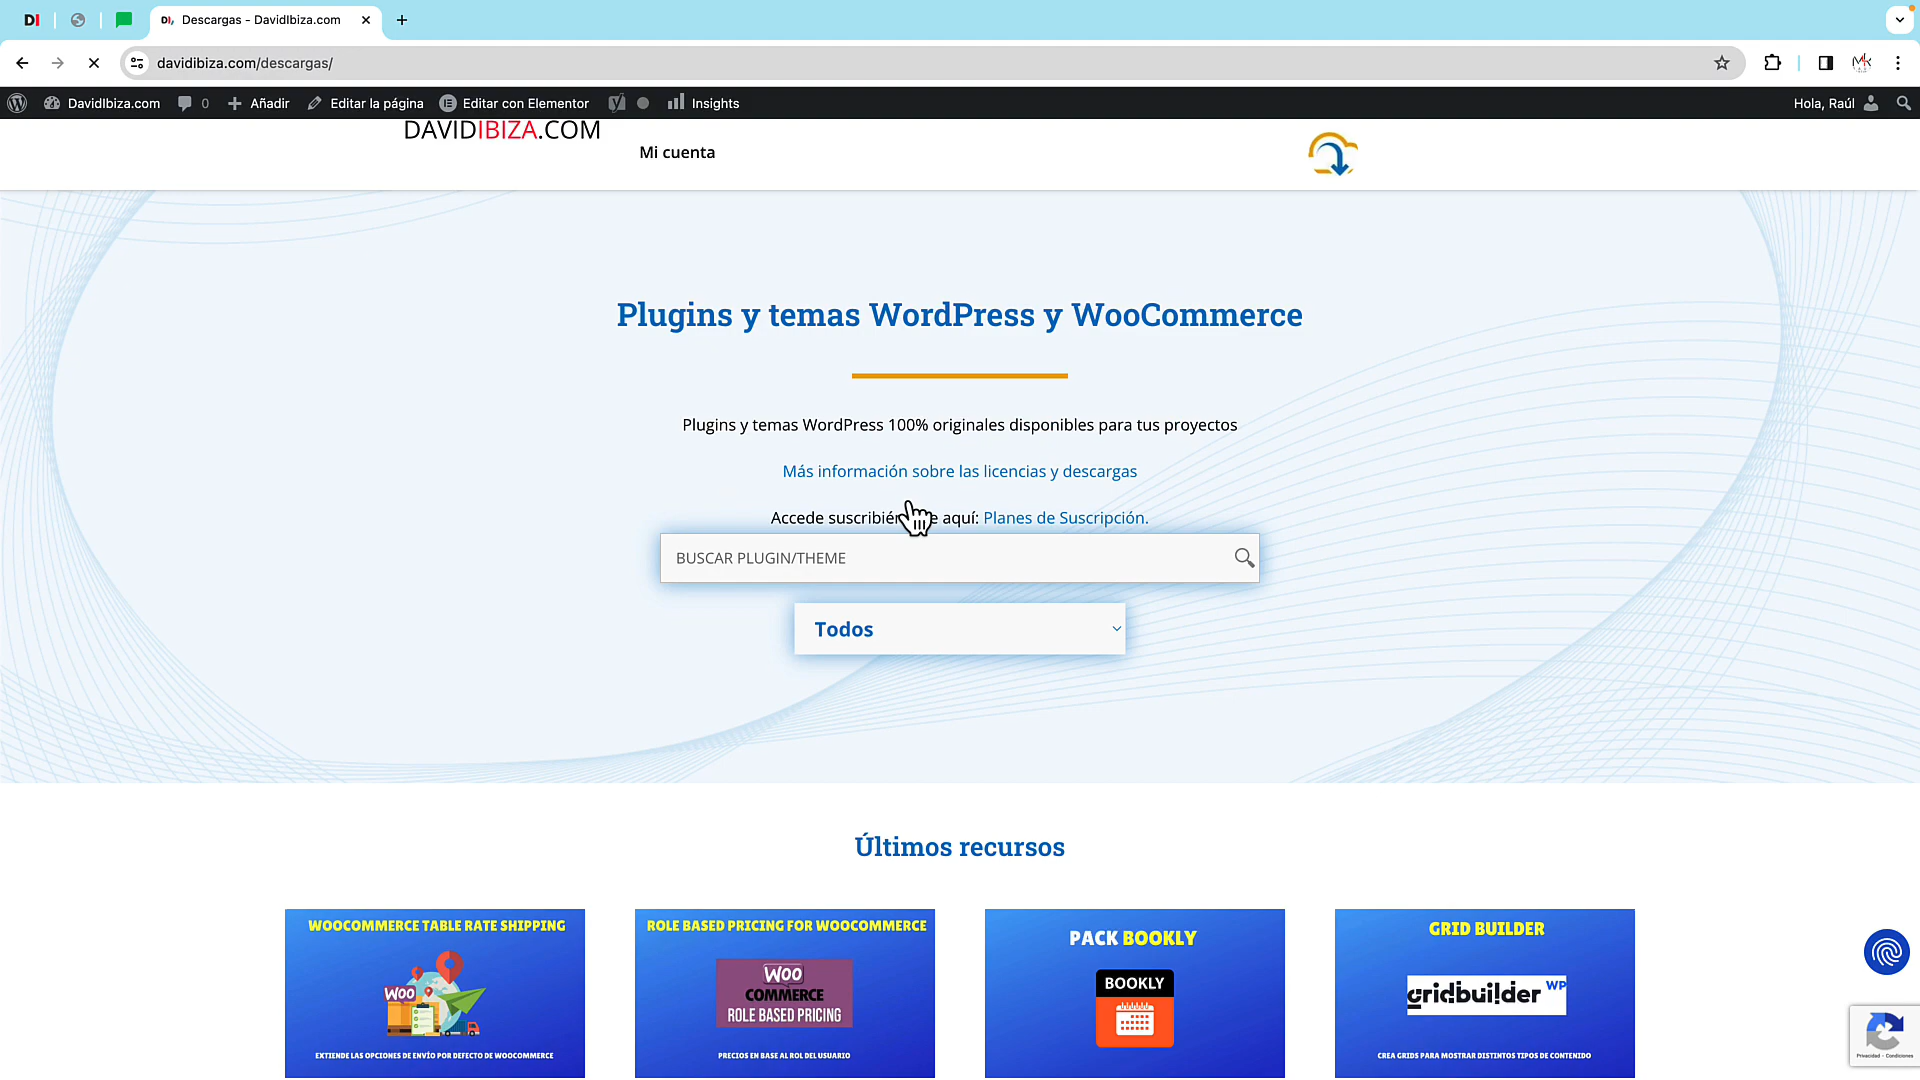 DI
DI, Descargas - DavidIbiza.com
davidibiza.com/descargas/
DavidIbiza.com
0
Añadir
Editar la página
Editar con Elementor
Insights
Hola, Raúl
DAVIDIBIZA.COM
Mi cuenta
Plugins y temas WordPress y WooCommerce
Plugins y temas WordPress 100% originales disponibles para tus proyectos
Más información sobre las licencias y descargas
Accede aquí: Planes de Suscripción.
BUSCAR PLUGIN/THEME
Todos
Últimos recursos
WOOCOMMERCE TABLE RATE SHIPPING
WOO
EXTIENDE LAS OPCIONES DE ENVÍO POR DEFECTO DE WOOCOMMERCE
ROLE BASED PRICING FOR WOOCOMMERCE
WOO
COMMERCE
ROLE BASED PRICING
PRECIOS EN BASE AL ROL DEL USUARIO
PACK BOOKLY
BOOKLY
GRID BUILDER
gridbuilder WP
CREA GRIDS PARA MOSTRAR DISTINTOS TIPOS DE CONTENIDO
Privacidad - Condiciones